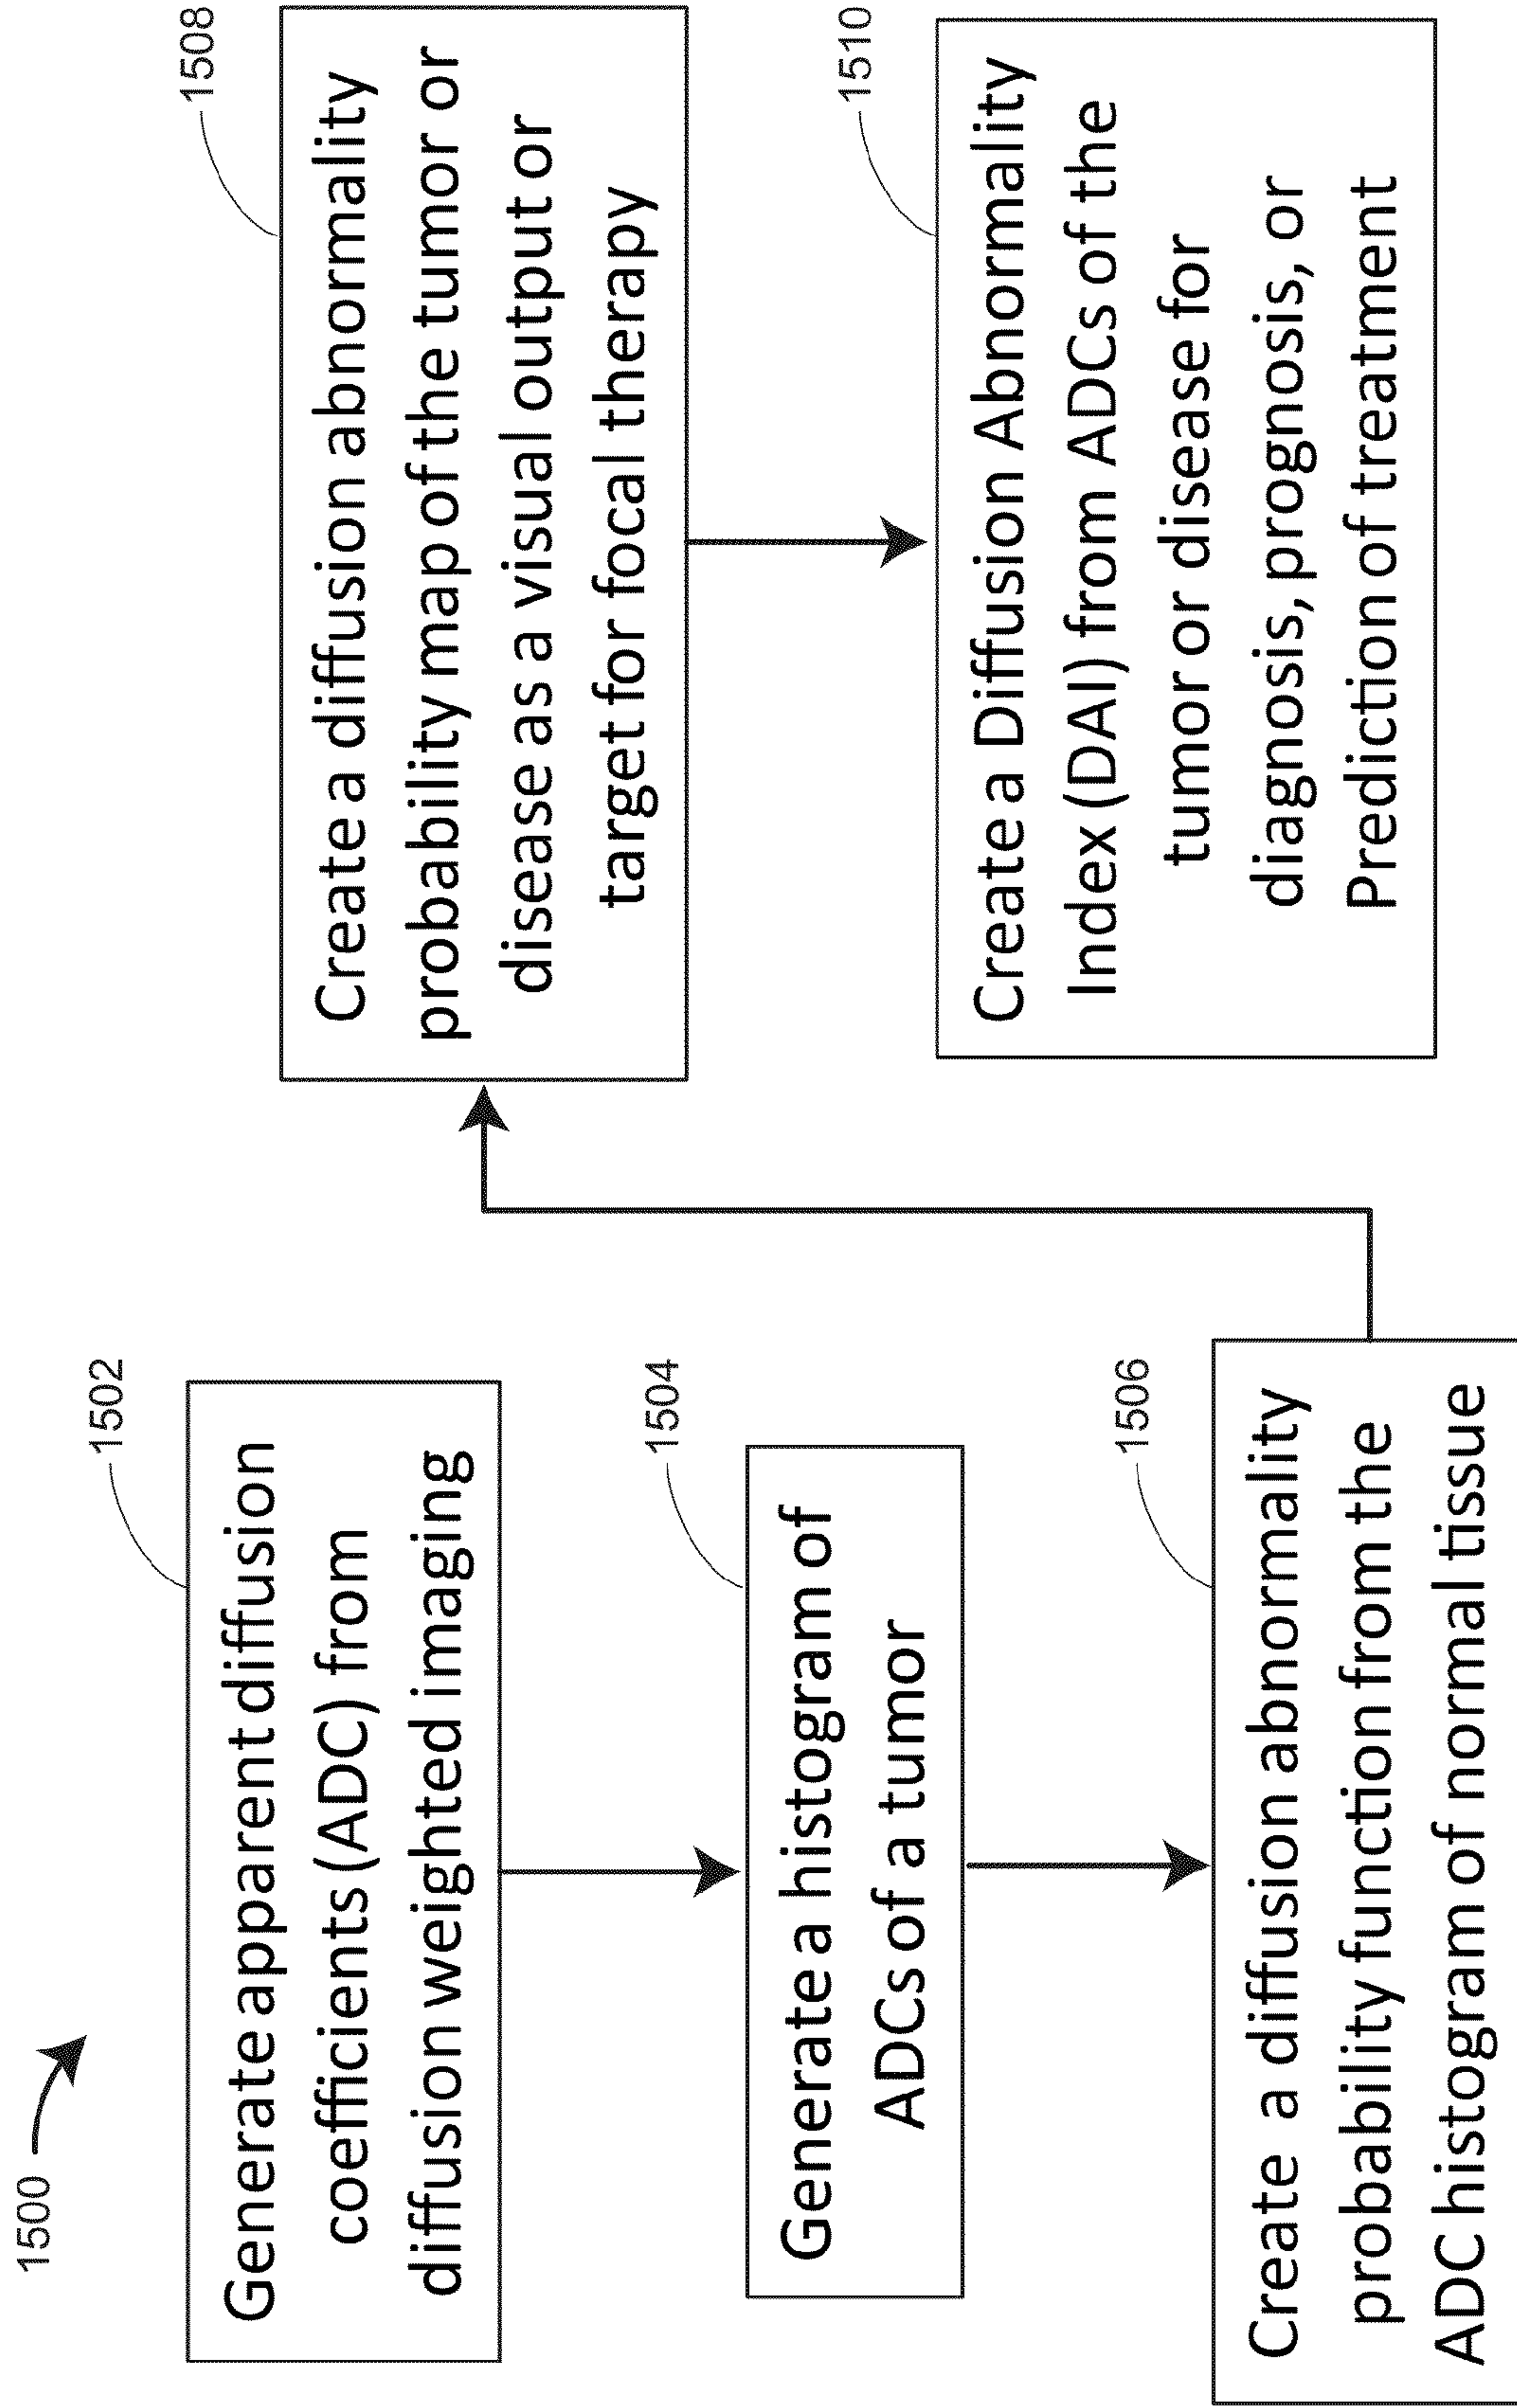 1500
1502
Generate apparent diffusion
coefficients (ADC) from
diffusion weighted imaging
1504
Generate a histogram of
ADCs of a tumor
1506
Create a diffusion abnormality
probability function from the
ADC histogram of normal tissue
1508
Create a diffusion abnormality
probability map of the tumor or
disease as a visual output or
target for focal therapy
1510
Create a Diffusion Abnormality
Index (DAI) from ADCs of the
tumor or disease for
diagnosis, prognosis, or
Prediction of treatment